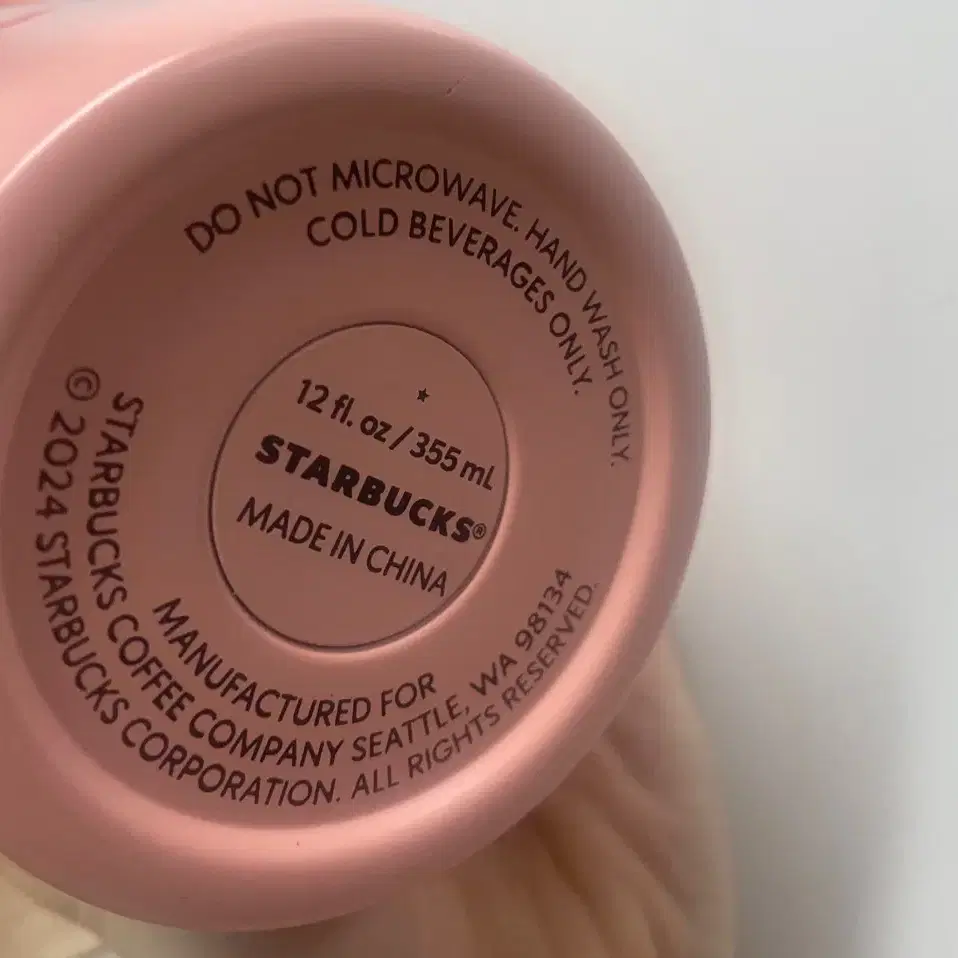 DO NOT MICROWAVE. HAND WASH ONLY.
COLD BEVERAGES ONLY.
12 fl. oz / 355 mL
STARBUCKS®
MADE IN CHINA
MANUFACTURED FOR
STARBUCKS COFFEE COMPANY SEATTLE, WA 98134
© 2024 STARBUCKS CORPORATION. ALL RIGHTS RESERVED.